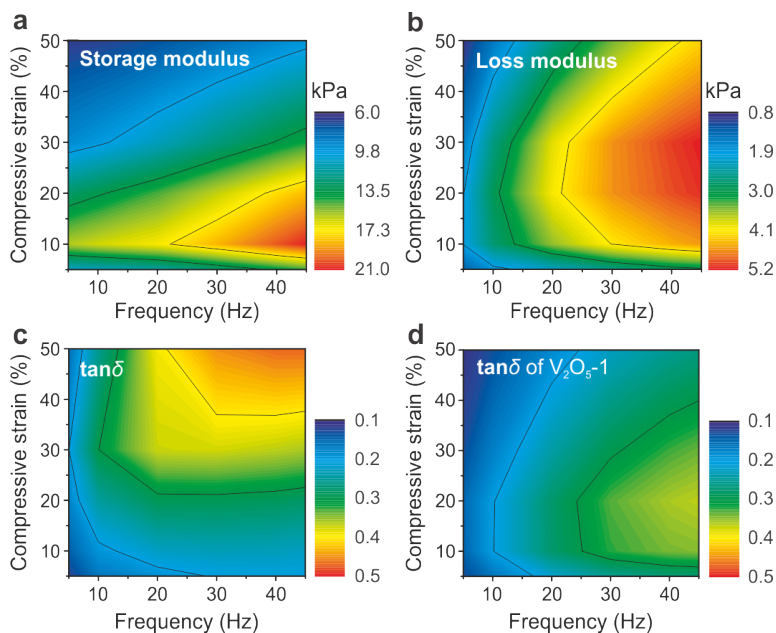 a
Storage modulus
Compressive strain (%)
50
40
30
20
10
10 20 30 40
Frequency (Hz)
kPa
6.0
9.8
13.5
17.3
21.0
b
Loss modulus
Compressive strain (%)
50
40
30
20
10
10 20 30 40
Frequency (Hz)
kPa
0.8
1.9
3.0
4.1
5.2
c
tanδ
Compressive strain (%)
50
40
30
20
10
10 20 30 40
Frequency (Hz)
0.1
0.2
0.3
0.4
0.5
d
tanδ of V₂O₅-1
Compressive strain (%)
50
40
30
20
10
10 20 30 40
Frequency (Hz)
0.1
0.2
0.3
0.4
0.5